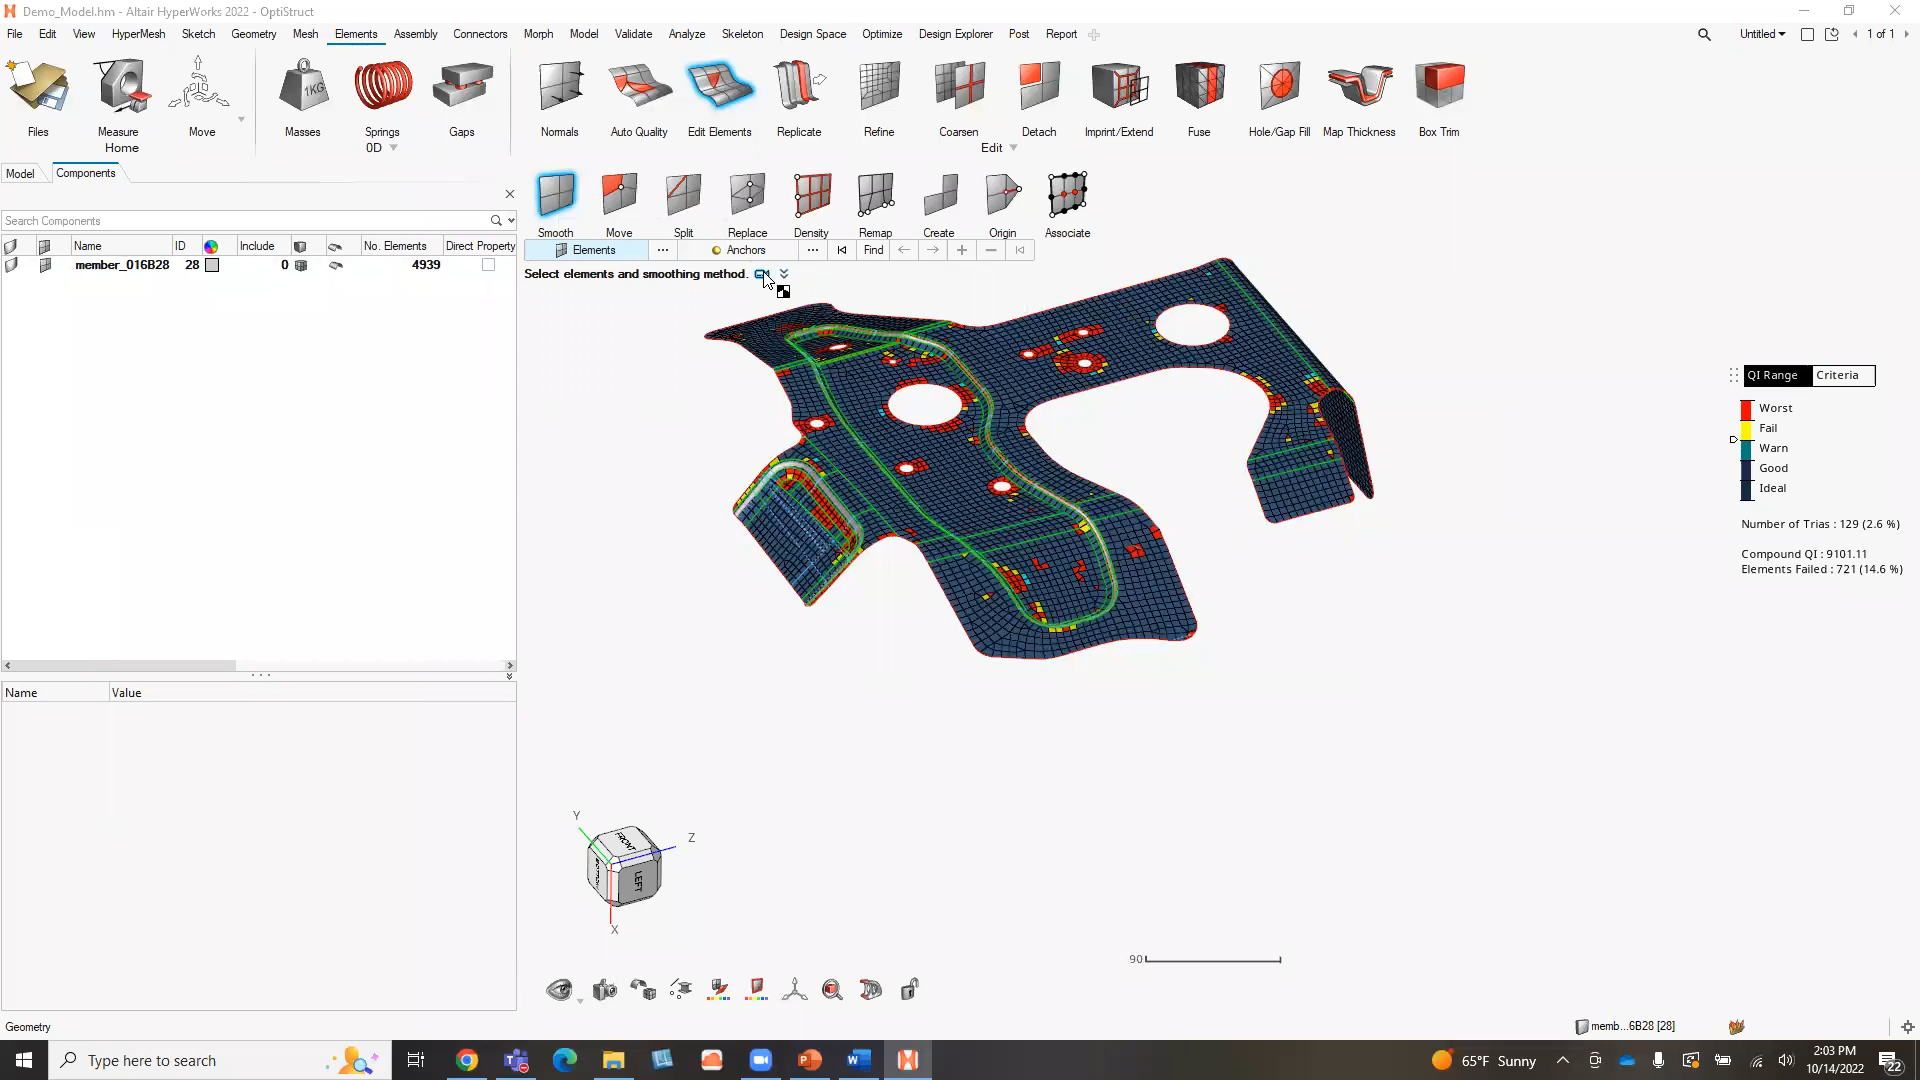 Demo_Model.hm - Altair HyperWorks 2022 - OptiStruct
File Edit View HyperMesh Sketch Geometry Mesh Elements Assembly Connectors Morph Model Validate Analyze Skeleton Design Space Optimize Design Explorer Post Report
Untitled 1 of 1
1KG
Files Measure Move Masses Springs Gaps Normals Auto Quality Edit Elements Replicate Refine Coarsen Detach Imprint/Extend Fuse Hole/Gap Fill Map Thickness Box Trim
Home 0D Edit
Model Components
Search Components
Smooth Move Split Replace Density Remap Create Origin Associate
Name ID Include No. Elements Direct Property
Elements ... Anchors ... Find
member_016B28 28 0 4939
Select elements and smoothing method.
QI Range Criteria
Worst
Fail
Warn
Good
Ideal
Number of Trias : 129 (2.6 %)
Compound QI : 9101.11
Elements Failed : 721 (14.6 %)
Name Value
Y
Z
FRONT
LEFT
X
90
Geometry
memb...6B28 [28]
Type here to search
65°F Sunny
2:03 PM
10/14/2022
22